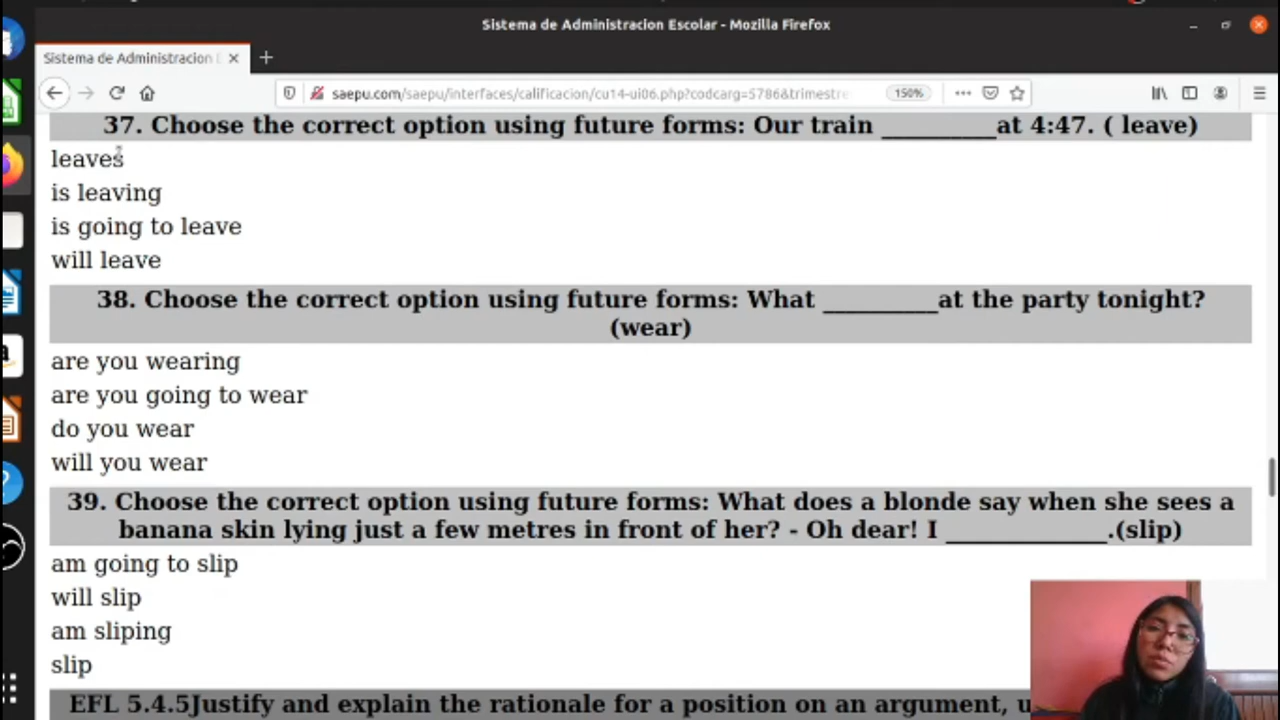 Sistema de Administracion Escolar - Mozilla Firefox
Sistema de Administracion
saepu.com/saepu/interfaces/calificacion/cu14-ui06.php?codcarg=5786&trimestre
150%
37. Choose the correct option using future forms: Our train _________at 4:47. ( leave)
leaves
is leaving
is going to leave
will leave
38. Choose the correct option using future forms: What _________at the party tonight?
(wear)
are you wearing
are you going to wear
do you wear
will you wear
39. Choose the correct option using future forms: What does a blonde say when she sees a
banana skin lying just a few metres in front of her? - Oh dear! I _____________.(slip)
am going to slip
will slip
am sliping
slip
EFL 5.4.5Justify and explain the rationale for a position on an argument, u